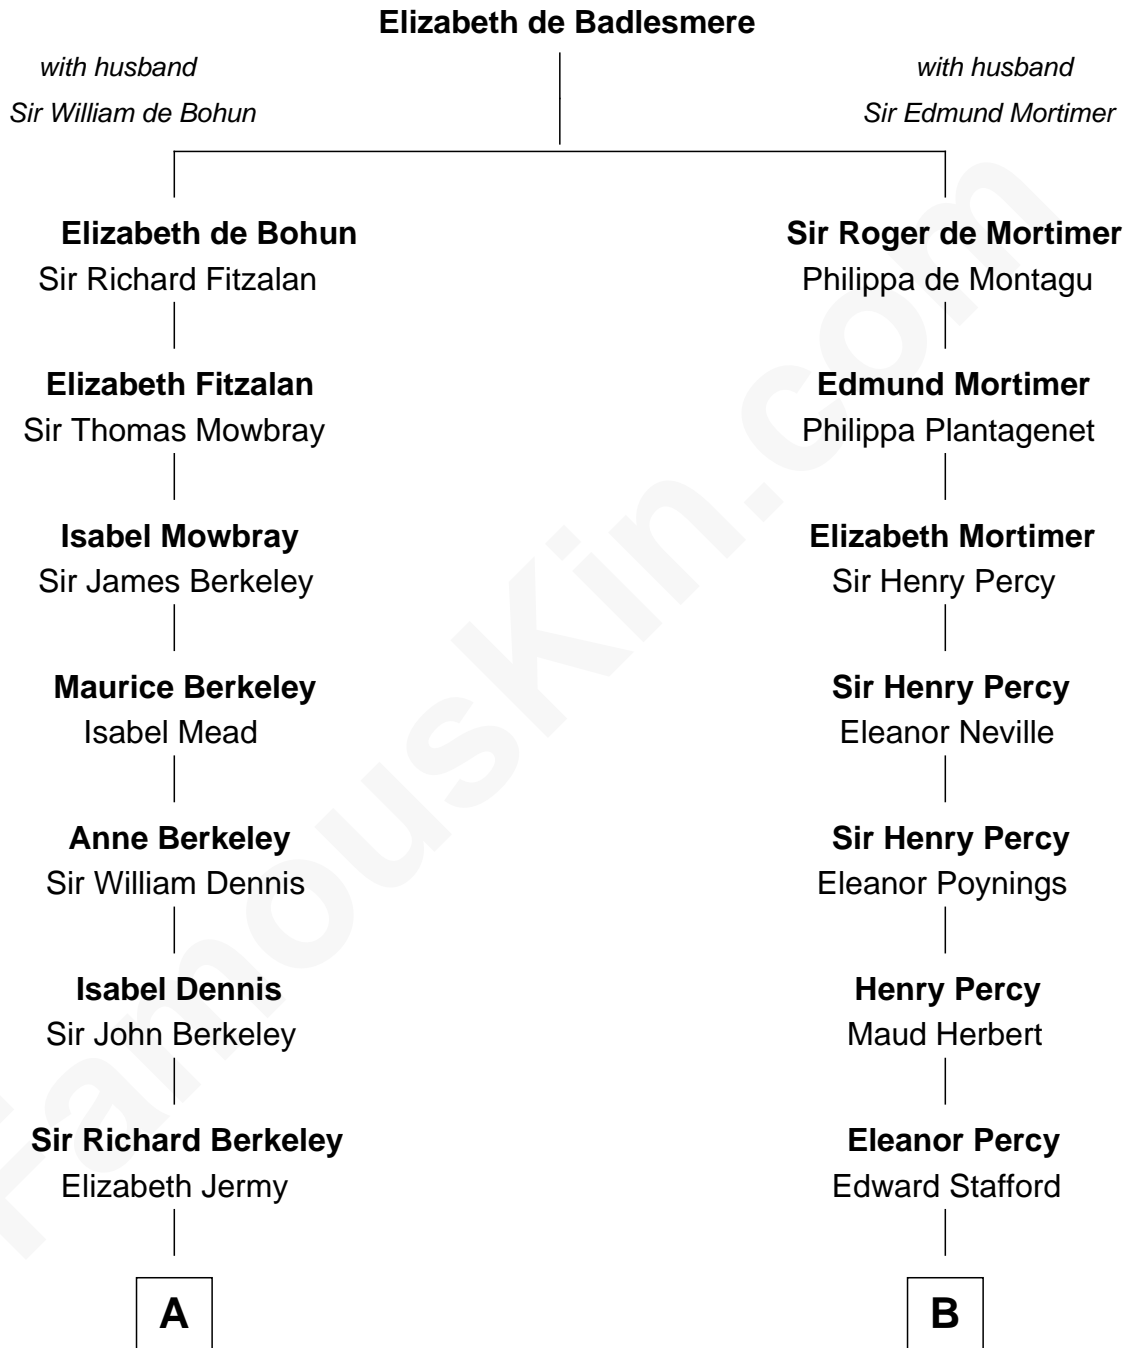 Elizabeth de Badlesmere
with husband
Sir William de Bohun
with husband
Sir Edmund Mortimer
Elizabeth de Bohun
Sir Richard Fitzalan
Sir Roger de Mortimer
Philippa de Montagu
Elizabeth Fitzalan
Sir Thomas Mowbray
Edmund Mortimer
Philippa Plantagenet
Isabel Mowbray
Sir James Berkeley
Elizabeth Mortimer
Sir Henry Percy
Maurice Berkeley
Isabel Mead
Sir Henry Percy
Eleanor Neville
Anne Berkeley
Sir William Dennis
Sir Henry Percy
Eleanor Poynings
Isabel Dennis
Sir John Berkeley
Henry Percy
Maud Herbert
Sir Richard Berkeley
Elizabeth Jermy
Eleanor Percy
Edward Stafford
A
B
FamousKin.com